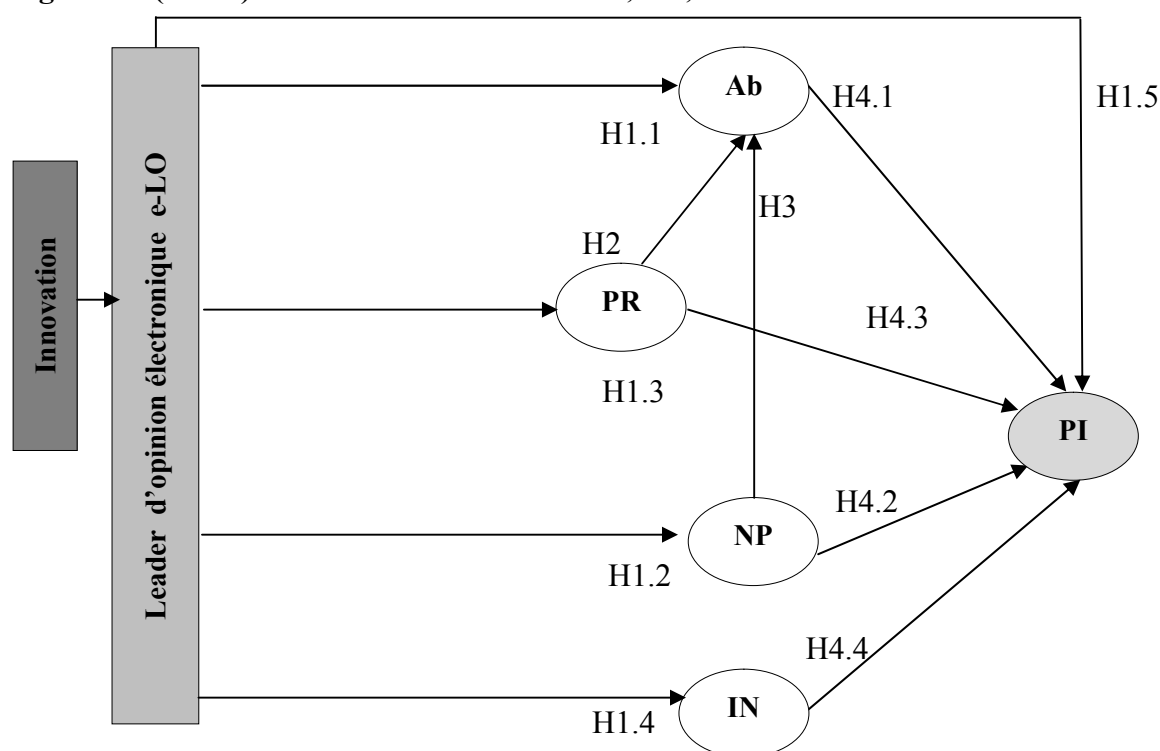 Ab
H4.1
H1.5
H1.1
H3
H2
PR
H4.3
H1.3
PI
H4.2
NP
H1.2
H4.4
IN
H1.4
Innovation
Leader d'opinion électronique e-LO